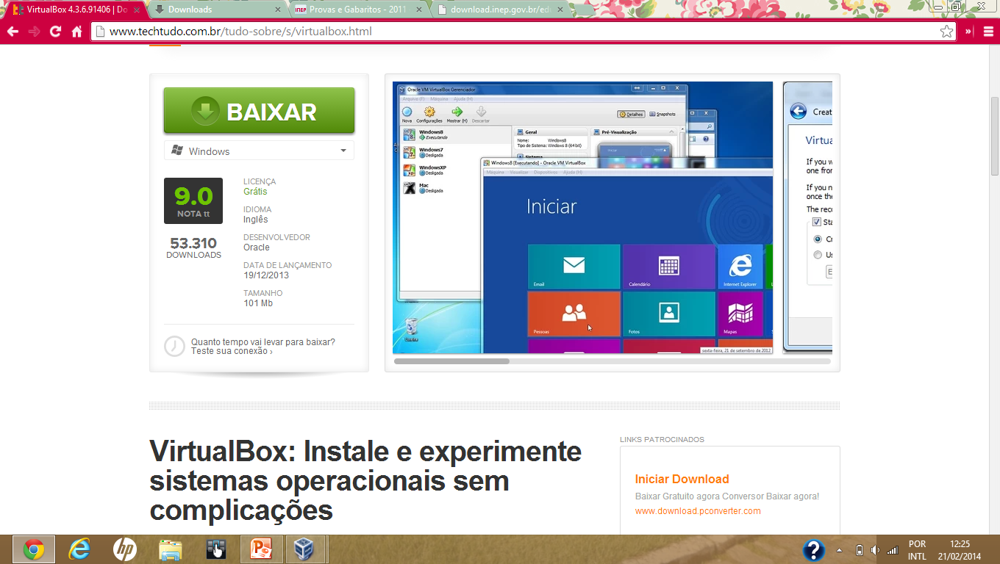 VirtualBox 4.3.6.91406 | Do
Downloads
INEP Provas e Gabaritos - 2011
download.inep.gov.br/edu
www.techtudo.com.br/tudo-sobre/s/virtualbox.html
BAIXAR
Windows
9.0
NOTA tt
53.310
DOWNLOADS
LICENÇA
Grátis
IDIOMA
Inglês
DESENVOLVEDOR
Oracle
DATA DE LANÇAMENTO
19/12/2013
TAMANHO
101 Mb
Quanto tempo vai levar para baixar?
Teste sua conexão ›
Oracle VM VirtualBox Gerenciador
Arquivo (F) Máquina Ajuda (H)
Nova Configurações Mostrar (H) Descartar
Detalhes Snapshots
Windows8
Executando
Windows7
Desligada
WindowsXP
Desligada
Mac
Desligada
Geral
Nome: Windows8
Tipo de Sistema: Windows 8 (64 bit)
Sistema
Pré-Visualização
Windows8 [Executando] - Oracle VM VirtualBox
Máquina Visualizar Dispositivos Ajuda (H)
Iniciar
Email
Calendário
Internet Explorer
Pessoas
Fotos
Mapas
Lixeira
sexta-feira, 21 de setembro de 2012
Creat
Virtua
If you w
one from
If you n
once the
The reco
Sta
Cr
Us
VirtualBox: Instale e experimente
sistemas operacionais sem
complicações
LINKS PATROCINADOS
Iniciar Download
Baixar Gratuito agora Conversor Baixar agora!
www.download.pconverter.com
hp
POR
INTL
12:25
21/02/2014